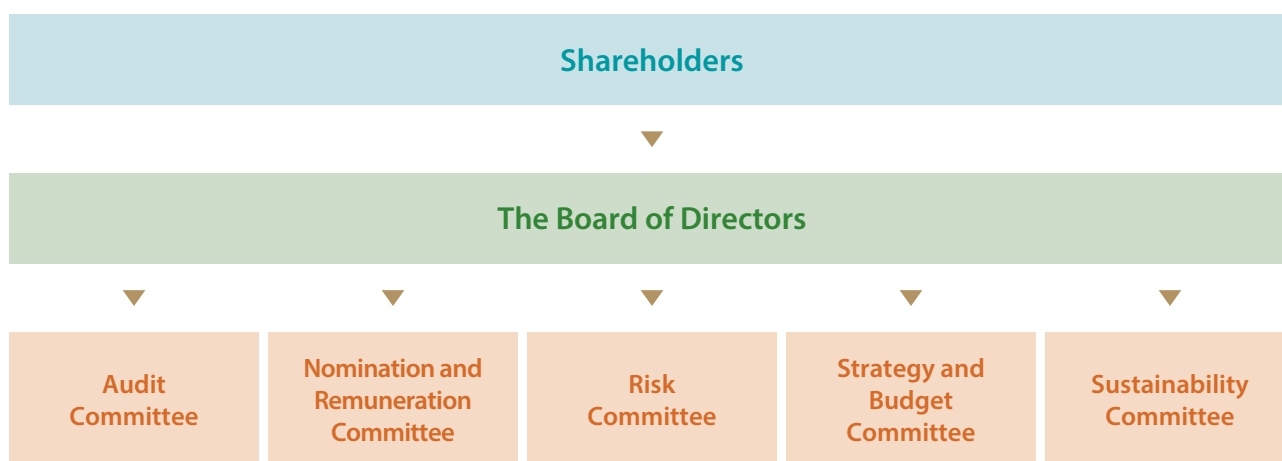 Shareholders
The Board of Directors
Audit
Committee
Nomination and
Remuneration
Committee
Risk
Committee
Strategy and
Budget
Committee
Sustainability
Committee